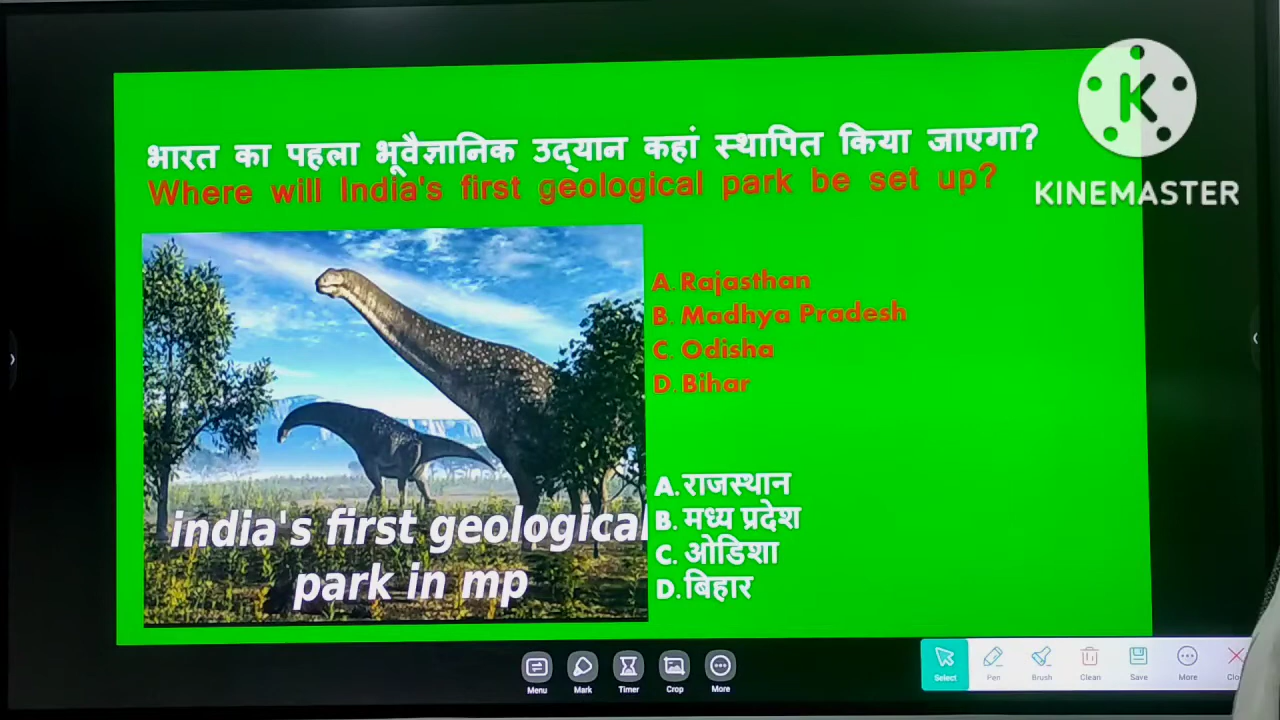 भारत का पहला भूवैज्ञानिक उद्यान कहां स्थापित किया जाएगा?
Where will India's first geological park be set up?
KINEMASTER
A. Rajasthan
B. Madhya Pradesh
C. Odisha
D. Bihar
A. राजस्थान
B. मध्य प्रदेश
C. ओडिशा
D. बिहार
india's first geological
park in mp
Menu
Mark
Timer
Crop
More
Select
Pen
Brush
Clean
Save
More
Clo